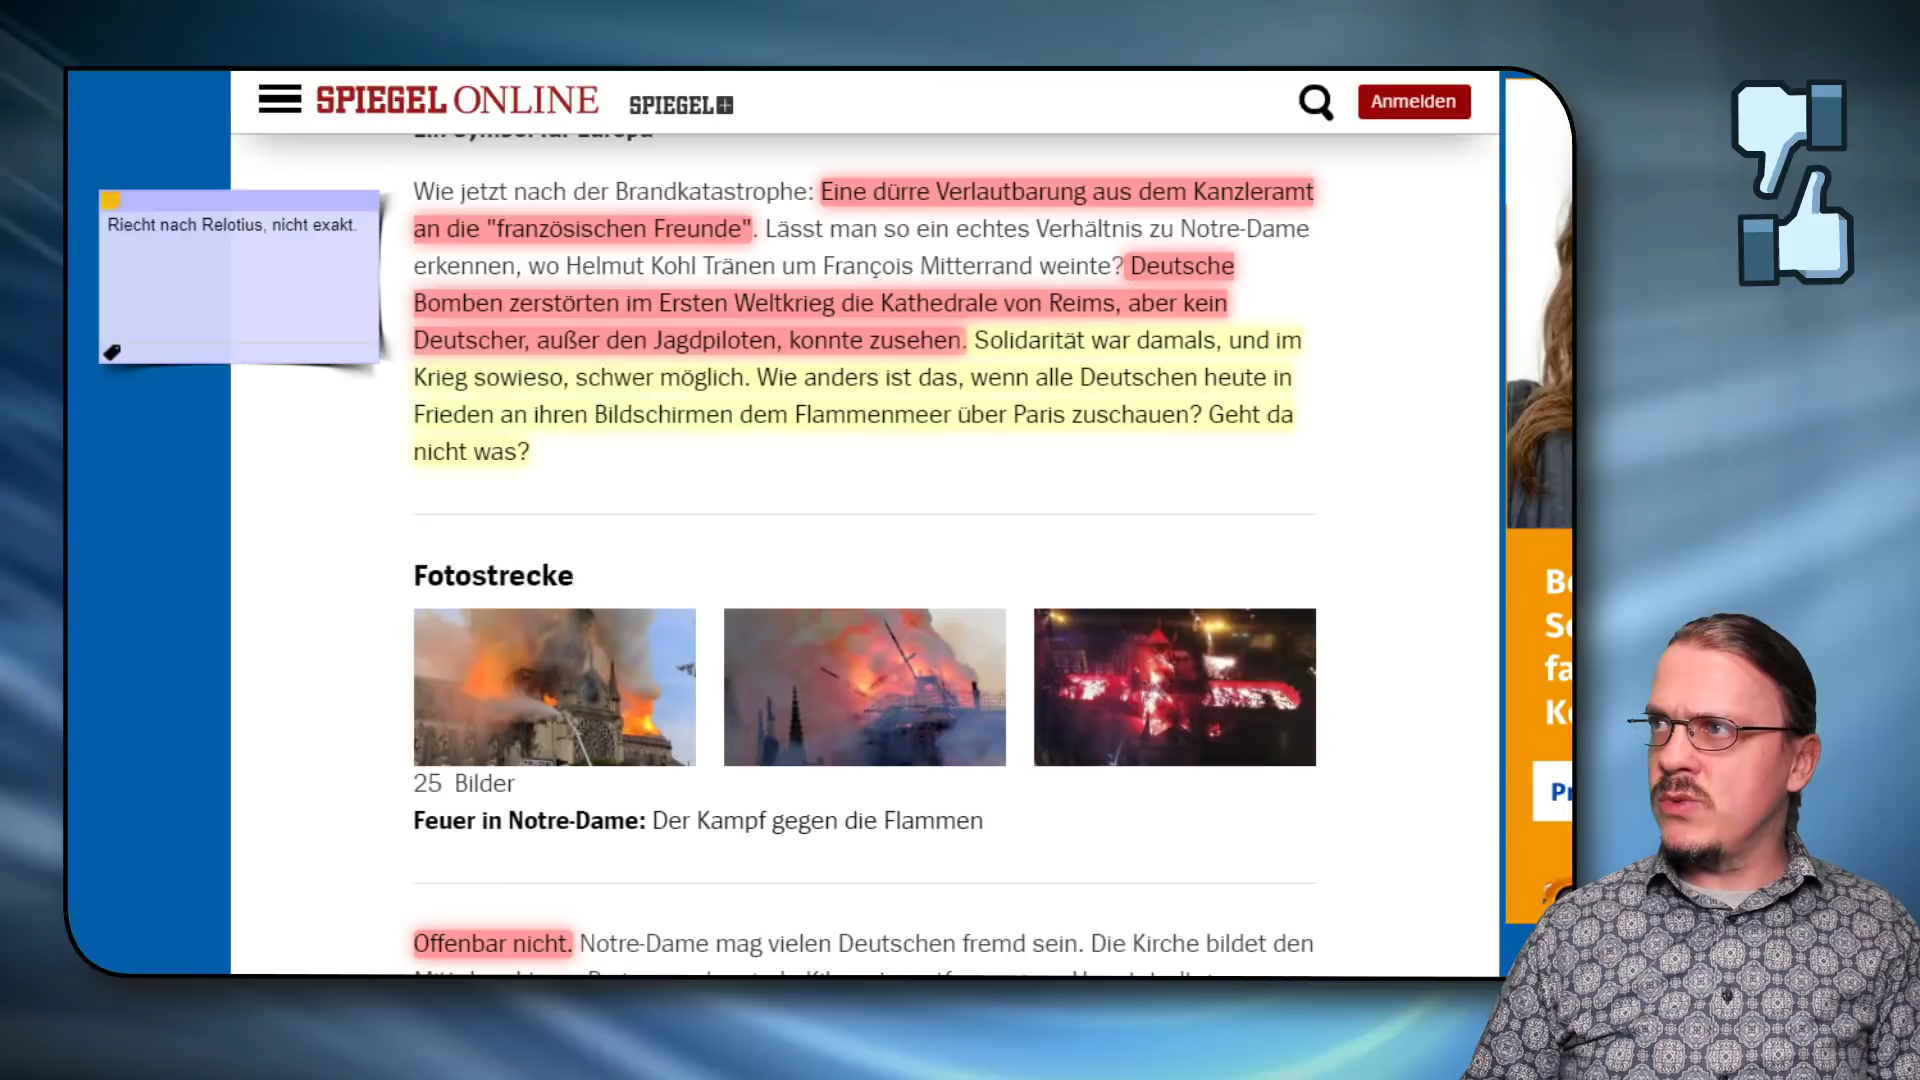 SPIEGEL ONLINE SPIEGEL+
Anmelden
Ein Symbol für Europa
Riecht nach Relotius, nicht exakt.
Wie jetzt nach der Brandkatastrophe: Eine dürre Verlautbarung aus dem Kanzleramt
an die "französischen Freunde". Lässt man so ein echtes Verhältnis zu Notre-Dame
erkennen, wo Helmut Kohl Tränen um François Mitterrand weinte? Deutsche
Bomben zerstörten im Ersten Weltkrieg die Kathedrale von Reims, aber kein
Deutscher, außer den Jagdpiloten, konnte zusehen. Solidarität war damals, und im
Krieg sowieso, schwer möglich. Wie anders ist das, wenn alle Deutschen heute in
Frieden an ihren Bildschirmen dem Flammenmeer über Paris zuschauen? Geht da
nicht was?
Fotostrecke
25 Bilder
Feuer in Notre-Dame: Der Kampf gegen die Flammen
Offenbar nicht. Notre-Dame mag vielen Deutschen fremd sein. Die Kirche bildet den